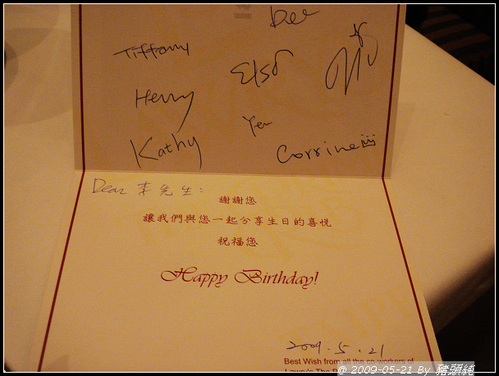 Dee
Tiffany
Elsa
Henry
Yen
Kathy
Corrine
Dear 李先生:
謝謝您
讓我們與您一起分享生日的喜悅
祝福您
Happy Birthday!
2009.5.21
Best Wish from all the co-workers of
@ 2009-05-21 By 豬頭純